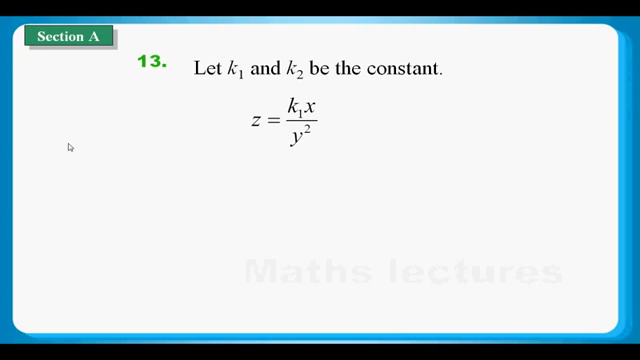 Section A
13. Let k₁ and k₂ be the constant.
z = k₁x / y²
Maths lectures